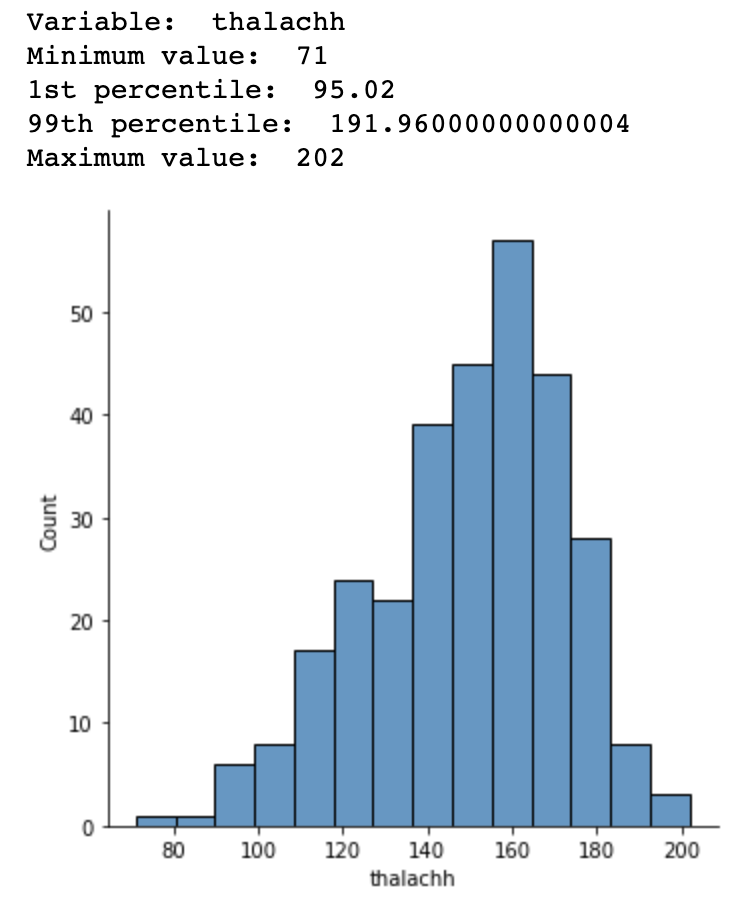 Variable:  thalachh
Minimum value:  71
1st percentile:  95.02
99th percentile:  191.96000000000004
Maximum value:  202
50
40
30
20
10
0
Count
80 100 120 140 160 180 200
thalachh